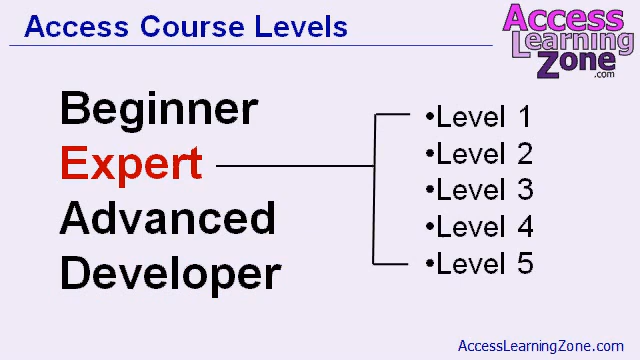 Access Course Levels
Access
Learning
Zone
.com
Beginner
Expert
Advanced
Developer
•Level 1
•Level 2
•Level 3
•Level 4
•Level 5
AccessLearningZone.com